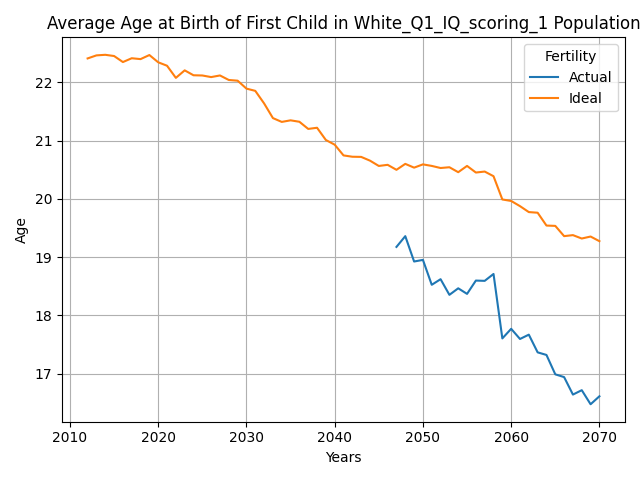 Average Age at Birth of First Child in White_Q1_IQ_scoring_1 Population
Fertility
Actual
Ideal
Age
22
21
20
19
18
17
2010 2020 2030 2040 2050 2060 2070
Years